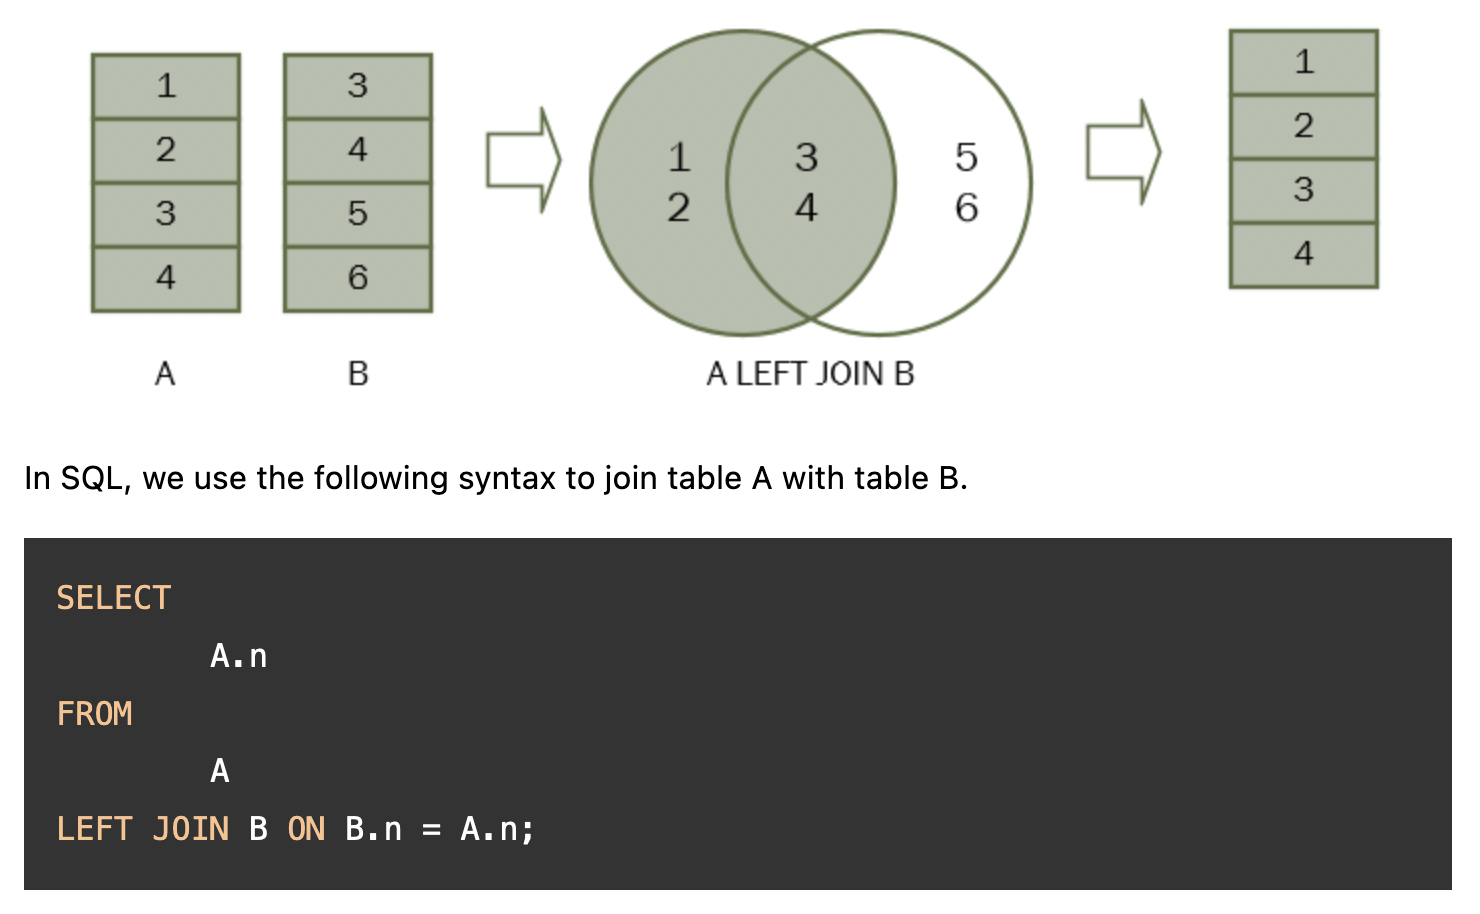 1
2
3
4
A
3
4
5
6
B
1
2
3
4
5
6
A LEFT JOIN B
1
2
3
4
In SQL, we use the following syntax to join table A with table B.
SELECT
A.n
FROM
A
LEFT JOIN B ON B.n = A.n;